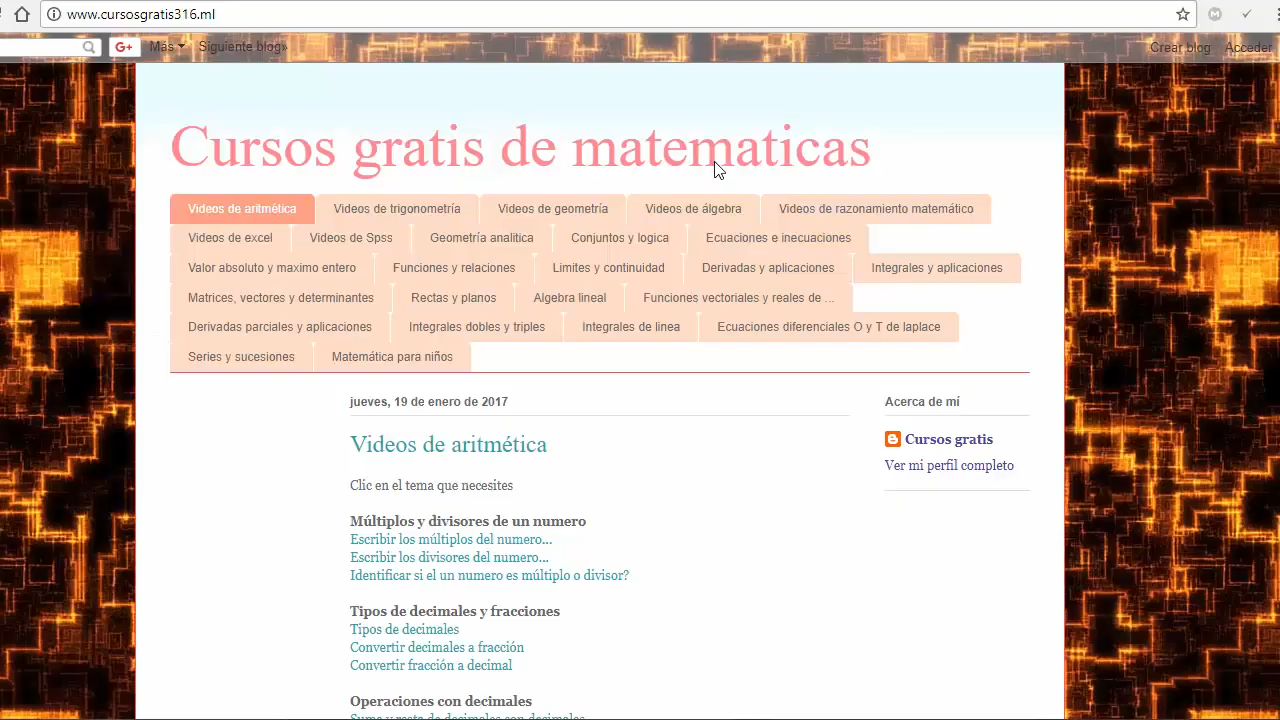 www.cursosgratis316.ml
G+ Más Siguiente blog» Crear blog Acceder
Cursos gratis de matematicas
Videos de aritmética Videos de trigonometría Videos de geometría Videos de álgebra Videos de razonamiento matemático
Videos de excel Videos de Spss Geometría analitica Conjuntos y logica Ecuaciones e inecuaciones
Valor absoluto y maximo entero Funciones y relaciones Limites y continuidad Derivadas y aplicaciones Integrales y aplicaciones
Matrices, vectores y determinantes Rectas y planos Algebra lineal Funciones vectoriales y reales de ...
Derivadas parciales y aplicaciones Integrales dobles y triples Integrales de linea Ecuaciones diferenciales O y T de laplace
Series y sucesiones Matemática para niños
jueves, 19 de enero de 2017
Videos de aritmética
Clic en el tema que necesites
Múltiplos y divisores de un numero
Escribir los múltiplos del numero...
Escribir los divisores del numero...
Identificar si el un numero es múltiplo o divisor?
Tipos de decimales y fracciones
Tipos de decimales
Convertir decimales a fracción
Convertir fracción a decimal
Operaciones con decimales
Suma y resta de decimales con decimales
Acerca de mí
Cursos gratis
Ver mi perfil completo